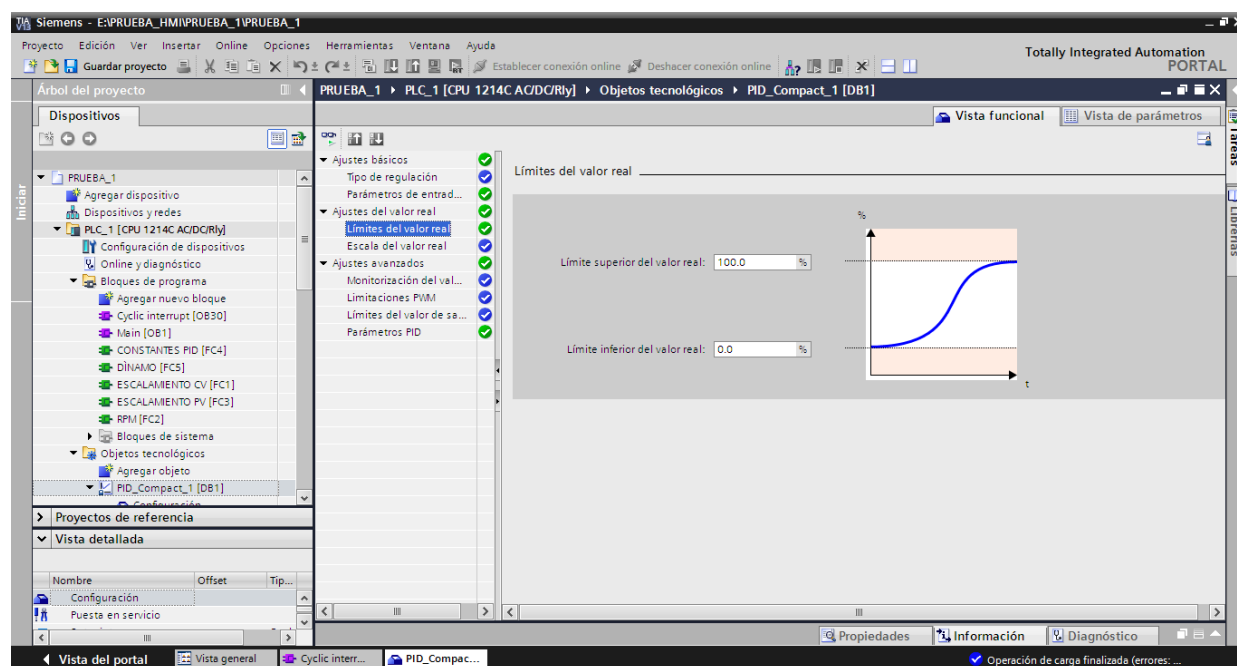 Siemens - E:\PRUEBA_HMI\PRUEBA_1\PRUEBA_1
Proyecto Edición Ver Insertar Online Opciones Herramientas Ventana Ayuda
Totally Integrated Automation
PORTAL
Guardar proyecto Establecer conexión online Deshacer conexión online
Árbol del proyecto
PRUEBA_1 PLC_1 [CPU 1214C AC/DC/Rly] Objetos tecnológicos PID_Compact_1 [DB1]
Dispositivos
Vista funcional Vista de parámetros
Iniciar
PRUEBA_1
Agregar dispositivo
Dispositivos y redes
PLC_1 [CPU 1214C AC/DC/Rly]
Configuración de dispositivos
Online y diagnóstico
Bloques de programa
Agregar nuevo bloque
Cyclic interrupt [OB30]
Main [OB1]
CONSTANTES PID [FC4]
DÌNAMO [FC5]
ESCALAMIENTO CV [FC1]
ESCALAMIENTO PV [FC3]
RPM [FC2]
Bloques de sistema
Objetos tecnológicos
Agregar objeto
PID_Compact_1 [DB1]
Configuración
Proyectos de referencia
Vista detallada
Nombre Offset Tip...
Configuración
Puesta en servicio
Ajustes básicos
Tipo de regulación
Parámetros de entrad...
Ajustes del valor real
Límites del valor real
Escala del valor real
Ajustes avanzados
Monitorización del val...
Limitaciones PWM
Límites del valor de sa...
Parámetros PID
Límites del valor real
%
Límite superior del valor real: 100.0 %
Límite inferior del valor real: 0.0 %
t
Tareas
Librerías
Propiedades Información Diagnóstico
Vista del portal Vista general Cyclic interr... PID_Compac...
Operación de carga finalizada (errores: ...